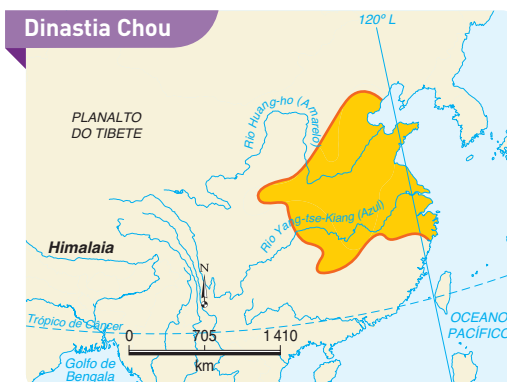 Dinastia Chou
120º L
PLANALTO
DO TIBETE
Rio Huang-ho (Amarelo)
Rio Yang-tse-Kiang (Azul)
Himalaia
N
Trópico de Câncer
OCEANO
PACÍFICO
0 705 1 410
km
Golfo de
Bengala